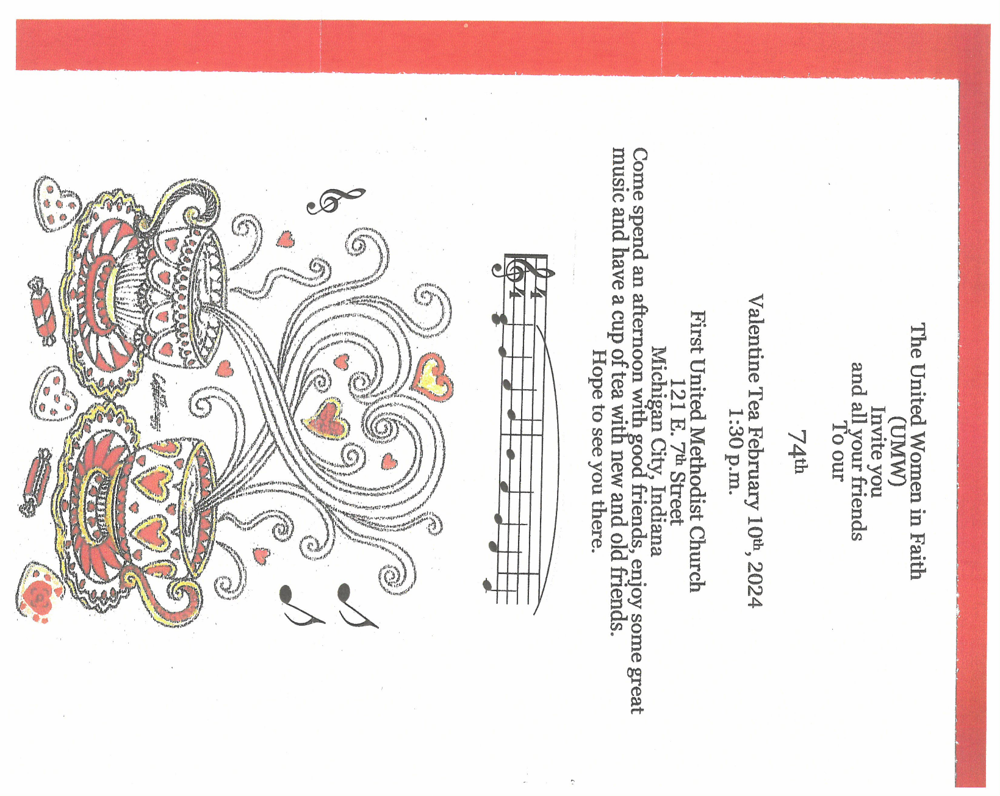 The United Women in Faith
(UMW)
Invite you
and all your friends
To our
74th
Valentine Tea February 10th, 2024
1:30 p.m.
First United Methodist Church
121 E. 7th Street
Michigan City, Indiana
Come spend an afternoon with good friends, enjoy some great
music and have a cup of tea with new and old friends.
Hope to see you there.
4
4